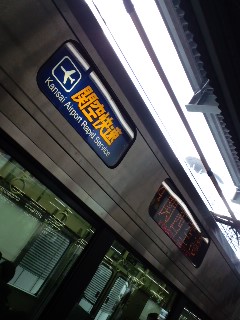 関空快速
Kansai Airport Rapid Service